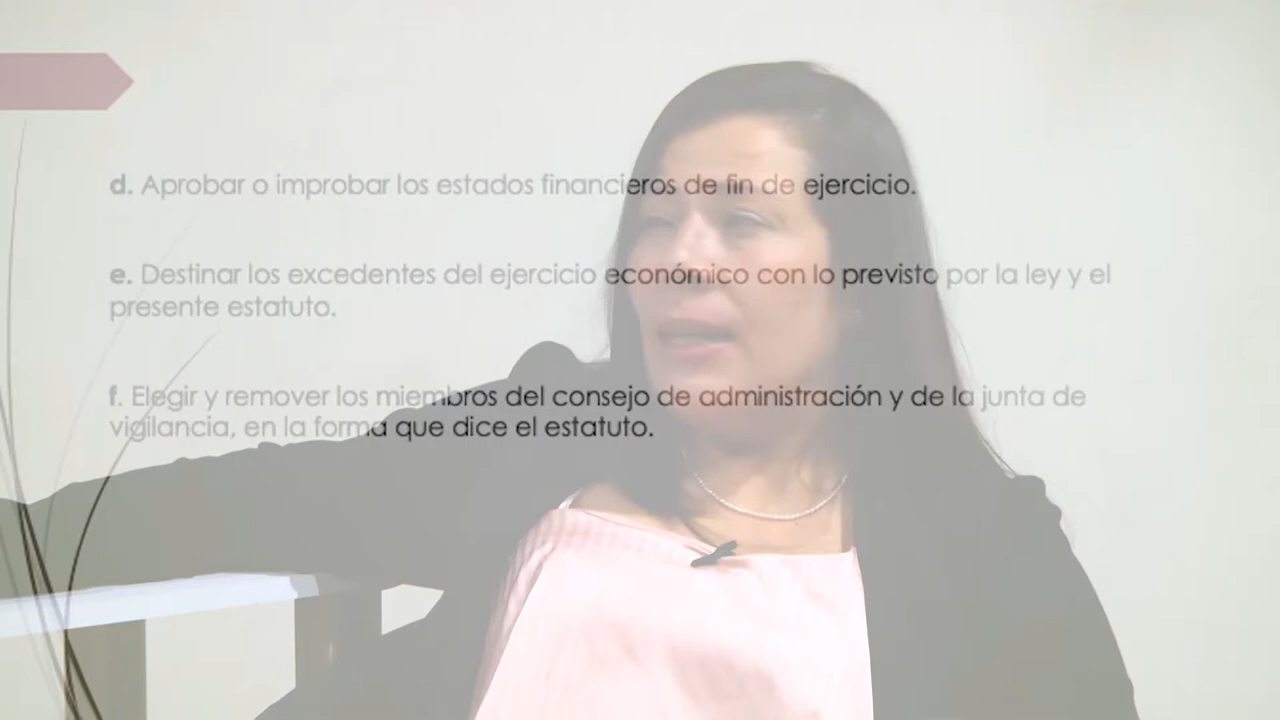 d. Aprobar o improbar los estados financieros de fin de ejercicio.
e. Destinar los excedentes del ejercicio económico con lo previsto por la ley y el
presente estatuto.
f. Elegir y remover los miembros del consejo de administración y de la junta de
vigilancia, en la forma que dice el estatuto.